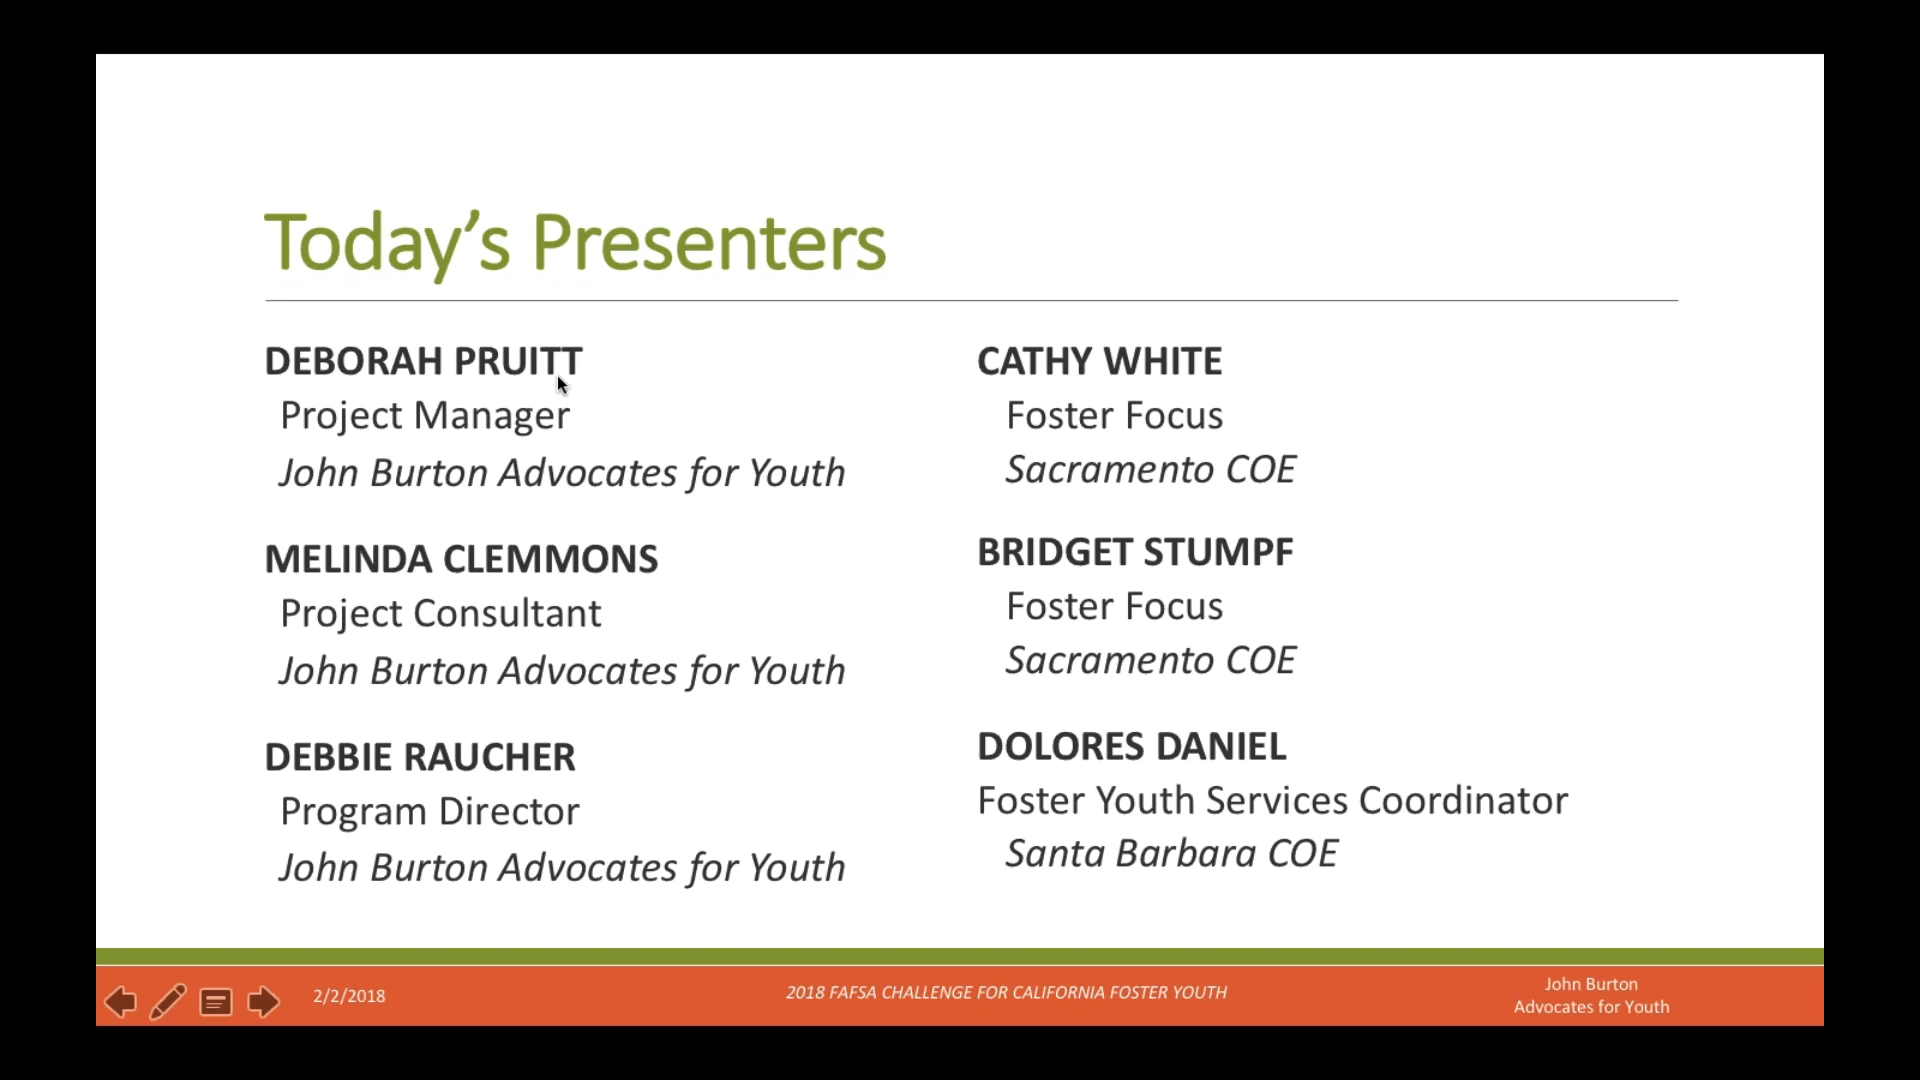 Today’s Presenters
DEBORAH PRUITT
Project Manager
John Burton Advocates for Youth
MELINDA CLEMMONS
Project Consultant
John Burton Advocates for Youth
DEBBIE RAUCHER
Program Director
John Burton Advocates for Youth
CATHY WHITE
Foster Focus
Sacramento COE
BRIDGET STUMPF
Foster Focus
Sacramento COE
DOLORES DANIEL
Foster Youth Services Coordinator
Santa Barbara COE
2/2/2018
2018 FAFSA CHALLENGE FOR CALIFORNIA FOSTER YOUTH
John Burton
Advocates for Youth